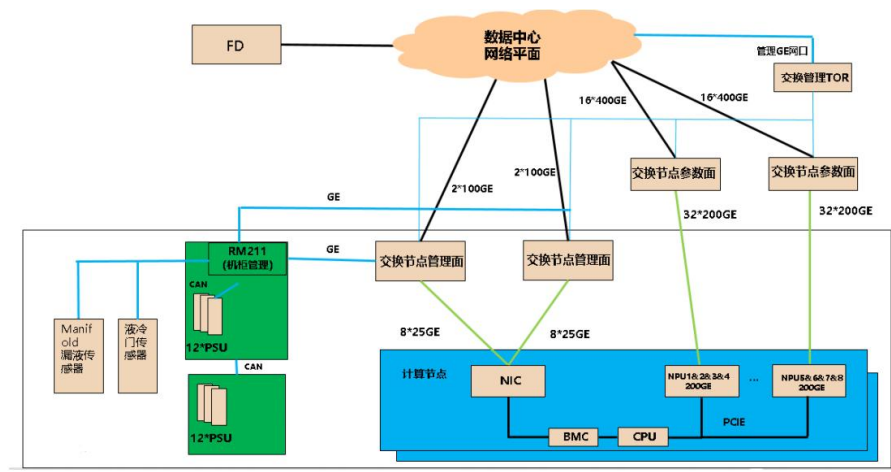 FD
数据中心
网络平面
管理GE网口
交换管理TOR
16*400GE
16*400GE
2*100GE
2*100GE
交换节点参数面
交换节点参数面
GE
32*200GE
32*200GE
RM211
(机柜管理)
GE
交换节点管理面
交换节点管理面
CAN
12*PSU
Manif
old
漏液传
感器
液冷
门传
感器
CAN
12*PSU
8*25GE
8*25GE
计算节点
NIC
NPU1&2&3&4
200GE
...
NPU5&6&7&8
200GE
PCIE
BMC
CPU